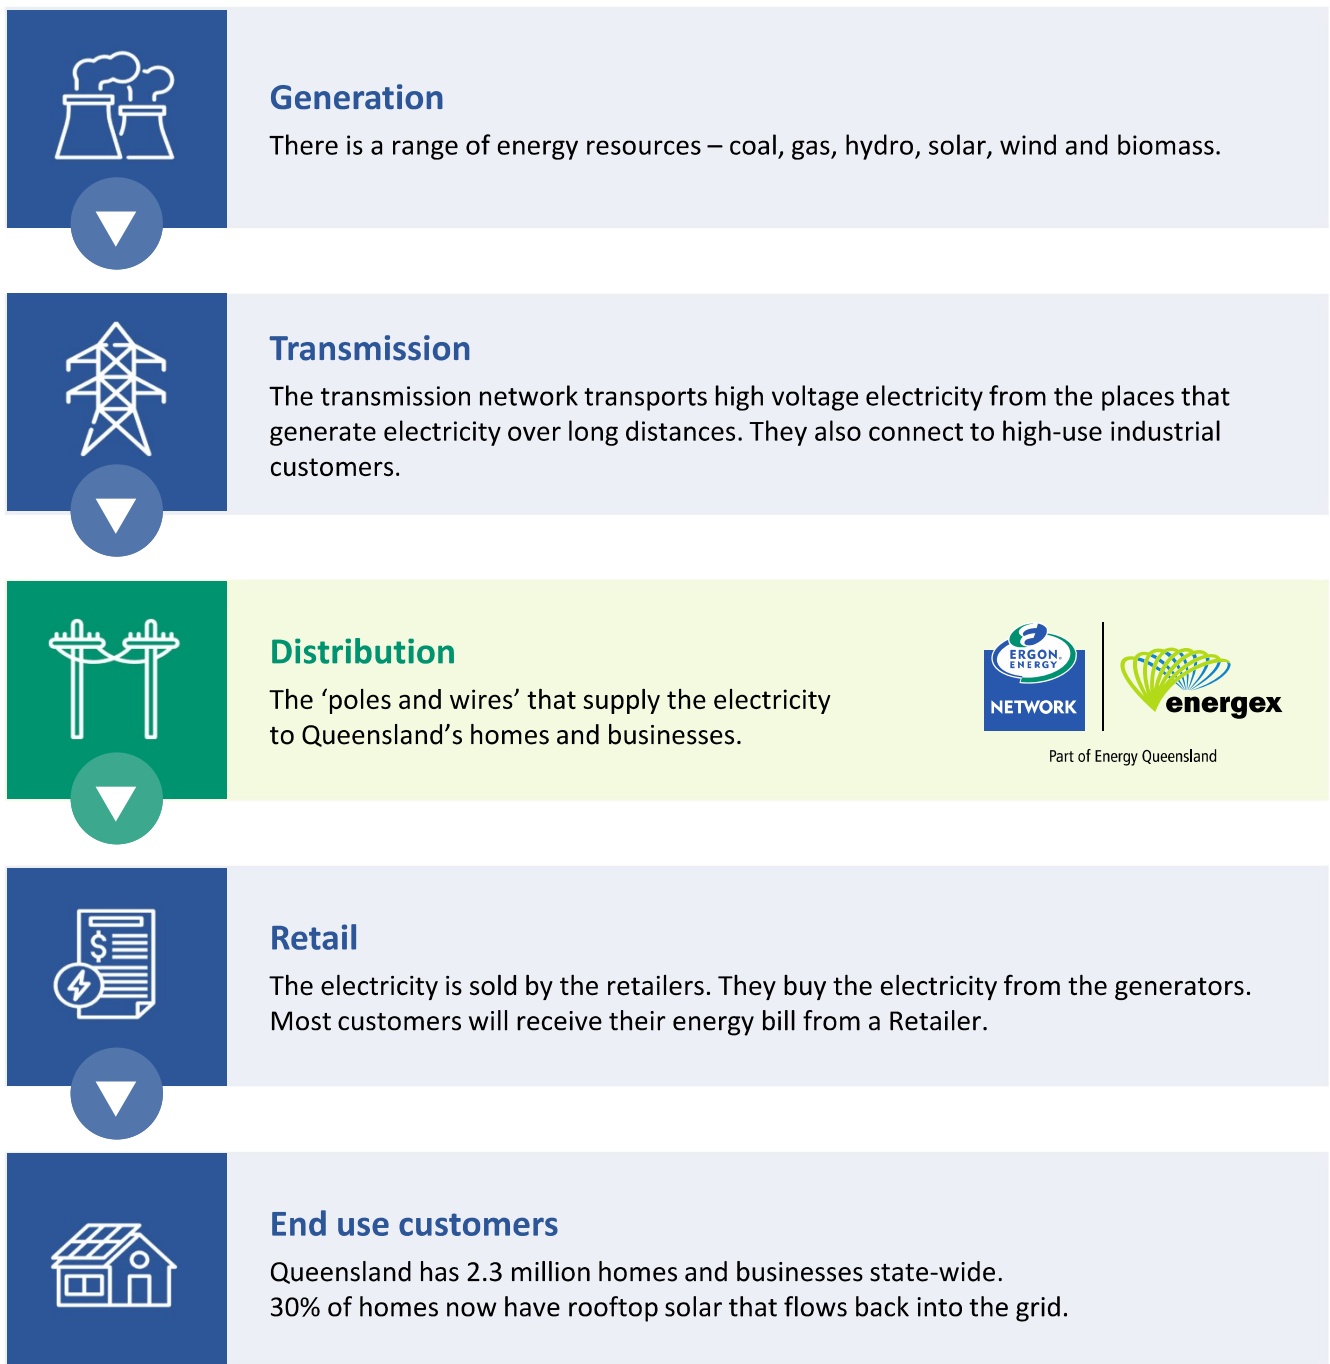 Generation
There is a range of energy resources – coal, gas, hydro, solar, wind and biomass.
Transmission
The transmission network transports high voltage electricity from the places that
generate electricity over long distances. They also connect to high-use industrial
customers.
Distribution
The ‘poles and wires’ that supply the electricity
to Queensland’s homes and businesses.
ERGON
ENERGY
NETWORK
energex
Part of Energy Queensland
$
Retail
The electricity is sold by the retailers. They buy the electricity from the generators.
Most customers will receive their energy bill from a Retailer.
End use customers
Queensland has 2.3 million homes and businesses state-wide.
30% of homes now have rooftop solar that flows back into the grid.